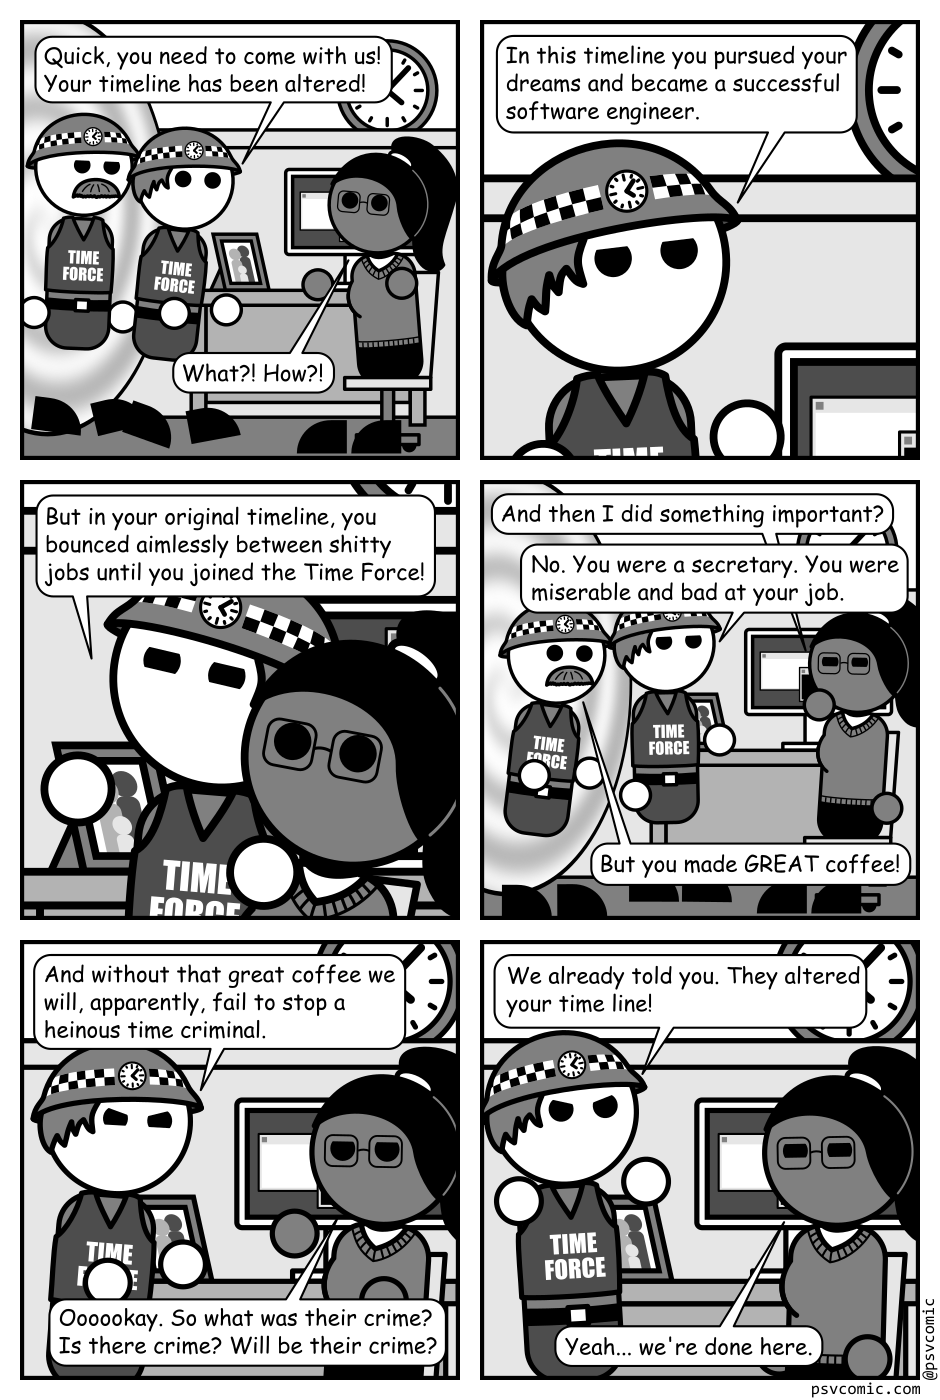 Quick, you need to come with us!
Your timeline has been altered!
TIME
FORCE
TIME
FORCE
What?! How?!
In this timeline you pursued your
dreams and became a successful
software engineer.
TIME
But in your original timeline, you
bounced aimlessly between shitty
jobs until you joined the Time Force!
TIME
FORCE
And then I did something important?
No. You were a secretary. You were
miserable and bad at your job.
TIME
FORCE
TIME
FORCE
But you made GREAT coffee!
And without that great coffee we
will, apparently, fail to stop a
heinous time criminal.
TIME
Oooookay. So what was their crime?
Is there crime? Will be their crime?
We already told you. They altered
your time line!
TIME
FORCE
Yeah... we're done here.
@psvcomic
psvcomic.com